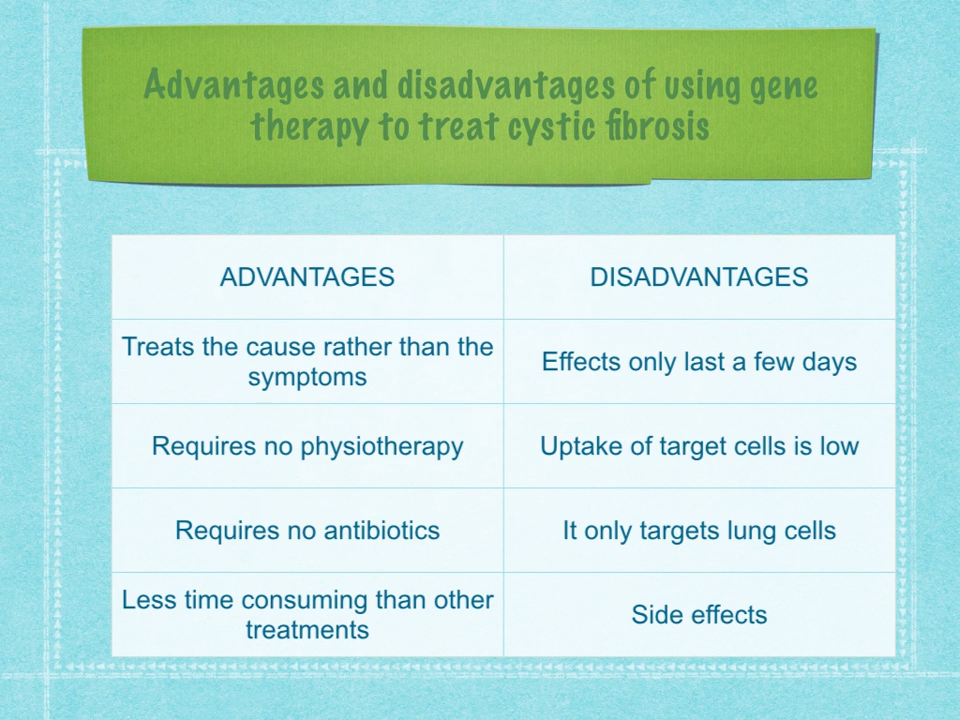 Advantages and disadvantages of using gene
therapy to treat cystic fibrosis
ADVANTAGES
DISADVANTAGES
Treats the cause rather than the
symptoms
Effects only last a few days
Requires no physiotherapy
Uptake of target cells is low
Requires no antibiotics
It only targets lung cells
Less time consuming than other
treatments
Side effects